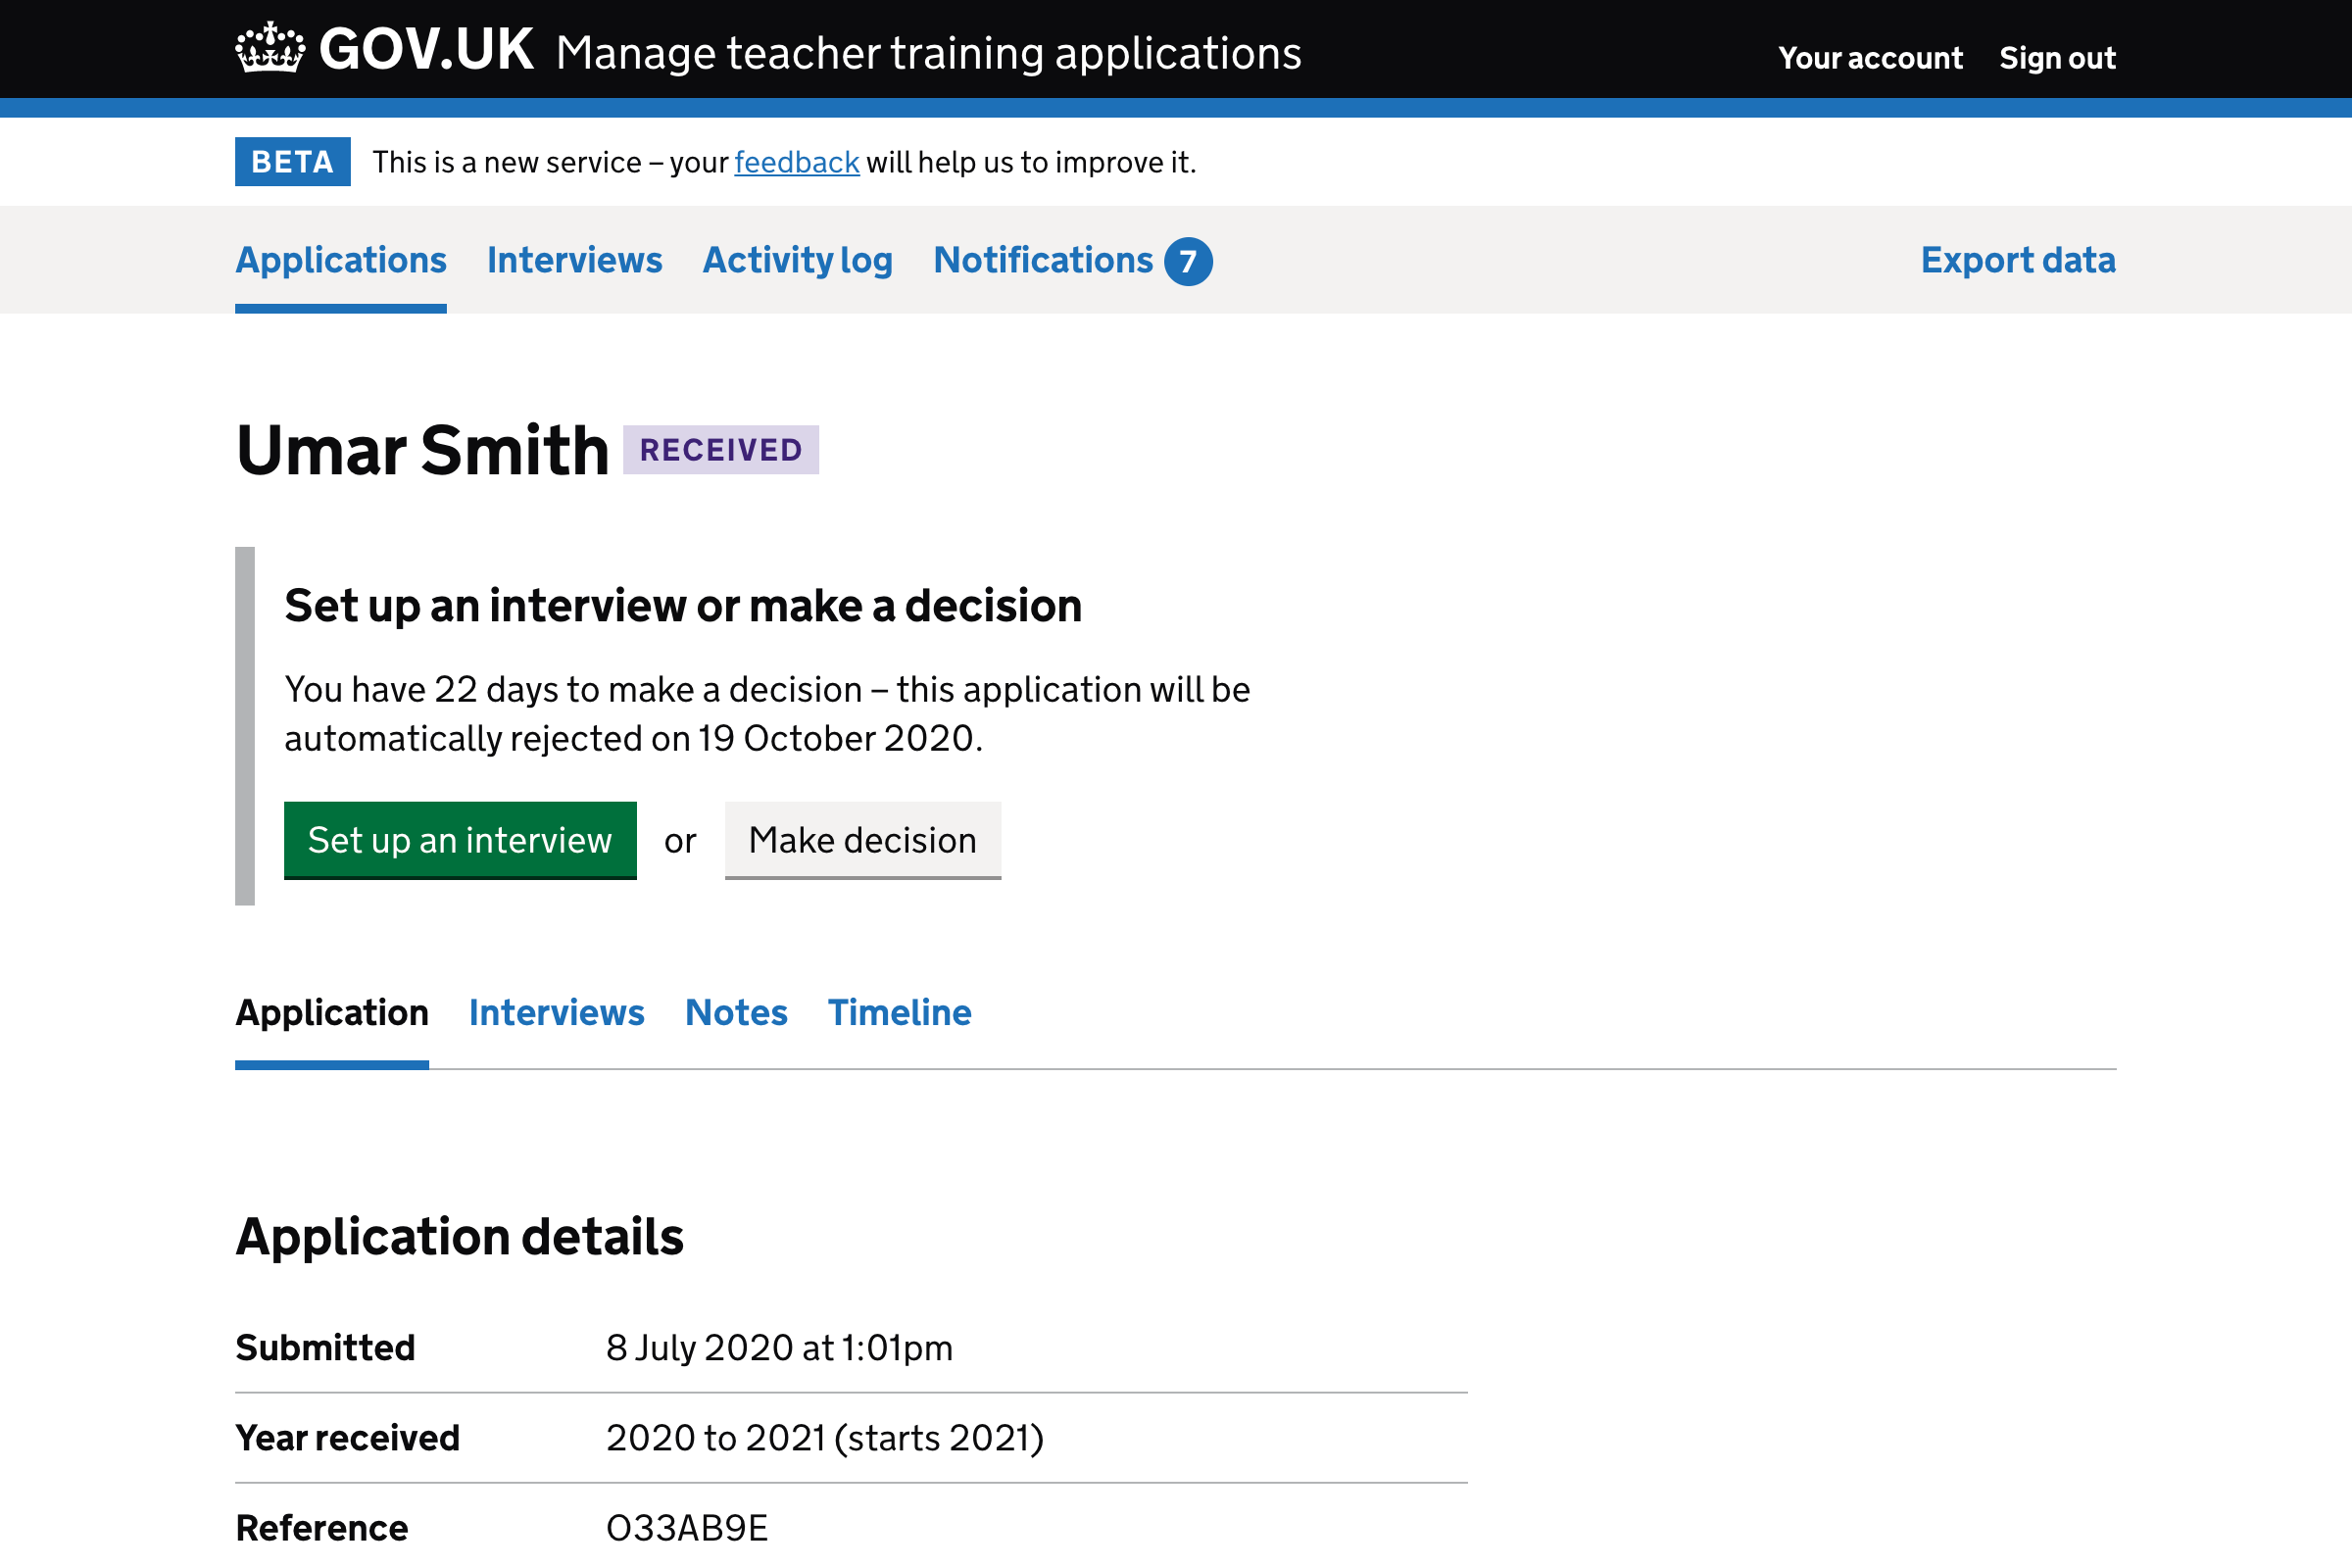 GOV.UK Manage teacher training applications
Your account Sign out
BETA This is a new service – your feedback will help us to improve it.
Applications Interviews Activity log Notifications 7 Export data
Umar Smith RECEIVED
Set up an interview or make a decision
You have 22 days to make a decision – this application will be
automatically rejected on 19 October 2020.
Set up an interview or Make decision
Application Interviews Notes Timeline
Application details
Submitted 8 July 2020 at 1:01pm
Year received 2020 to 2021 (starts 2021)
Reference O33AB9E